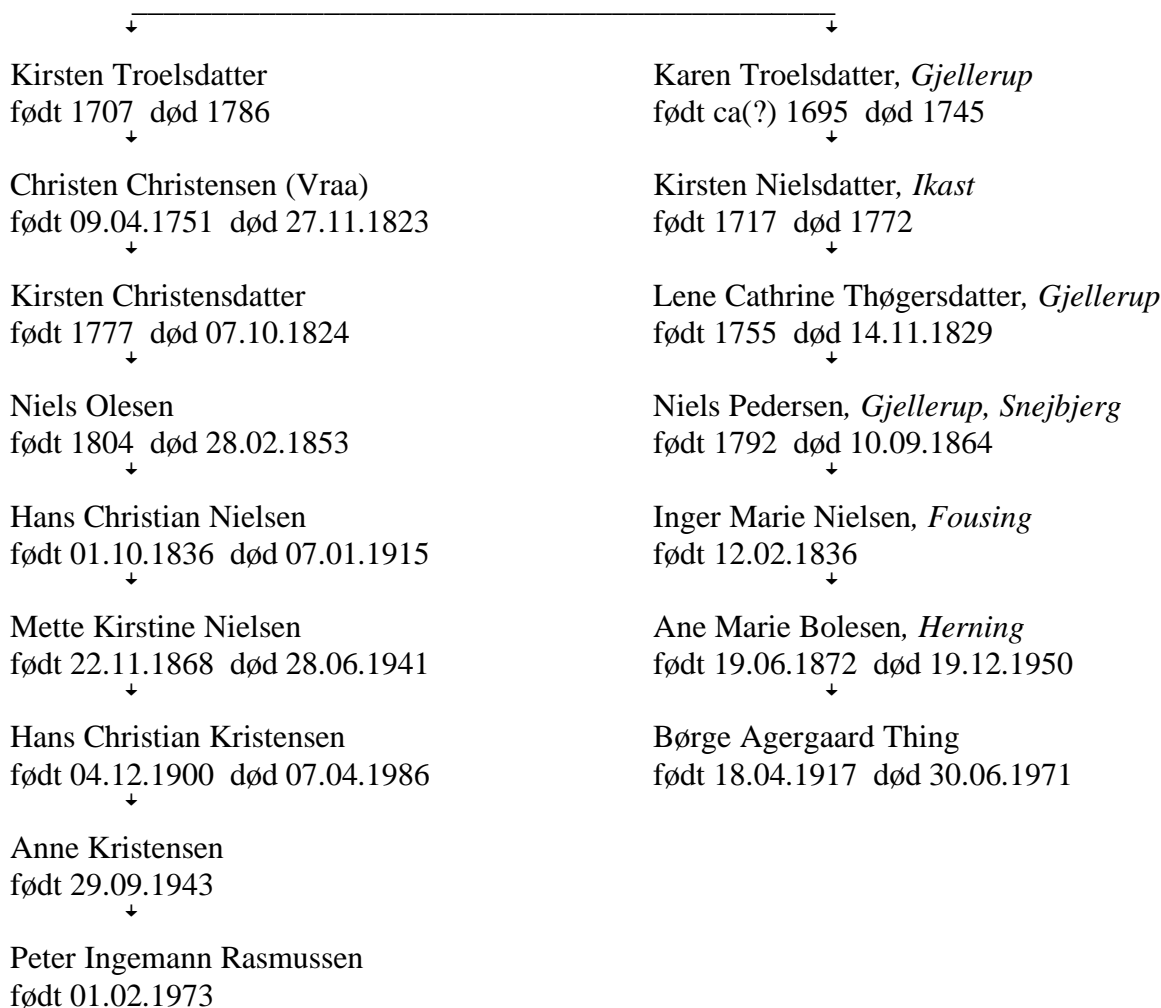 Kirsten Troelsdatter
født 1707 død 1786
Christen Christensen (Vraa)
født 09.04.1751 død 27.11.1823
Kirsten Christensdatter
født 1777 død 07.10.1824
Niels Olesen
født 1804 død 28.02.1853
Hans Christian Nielsen
født 01.10.1836 død 07.01.1915
Mette Kirstine Nielsen
født 22.11.1868 død 28.06.1941
Hans Christian Kristensen
født 04.12.1900 død 07.04.1986
Anne Kristensen
født 29.09.1943
Peter Ingemann Rasmussen
født 01.02.1973
Karen Troelsdatter, Gjellerup
født ca(?) 1695 død 1745
Kirsten Nielsdatter, Ikast
født 1717 død 1772
Lene Cathrine Thøgersdatter, Gjellerup
født 1755 død 14.11.1829
Niels Pedersen, Gjellerup, Snejbjerg
født 1792 død 10.09.1864
Inger Marie Nielsen, Fousing
født 12.02.1836
Ane Marie Bolesen, Herning
født 19.06.1872 død 19.12.1950
Børge Agergaard Thing
født 18.04.1917 død 30.06.1971